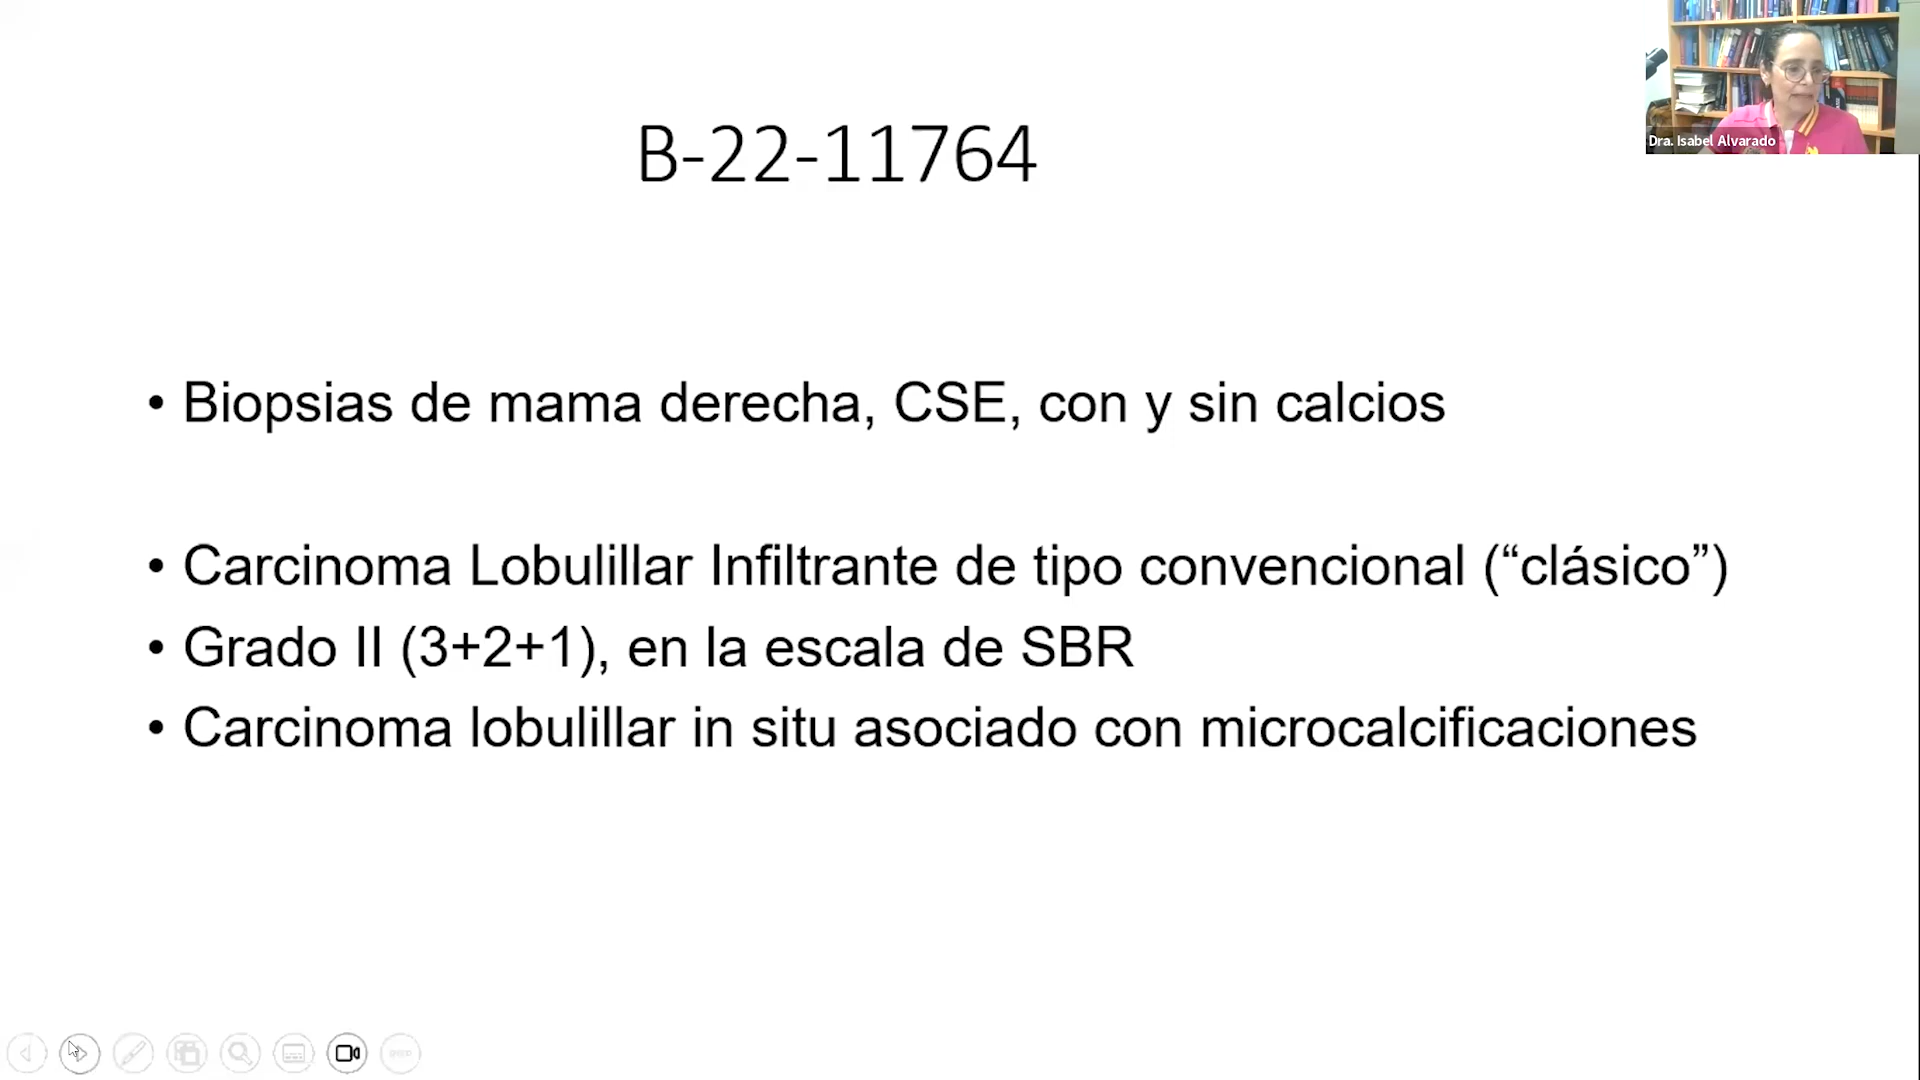 B-22-11764
Dra. Isabel Alvarado
• Biopsias de mama derecha, CSE, con y sin calcios
• Carcinoma Lobulillar Infiltrante de tipo convencional (“clásico”)
• Grado II (3+2+1), en la escala de SBR
• Carcinoma lobulillar in situ asociado con microcalcificaciones